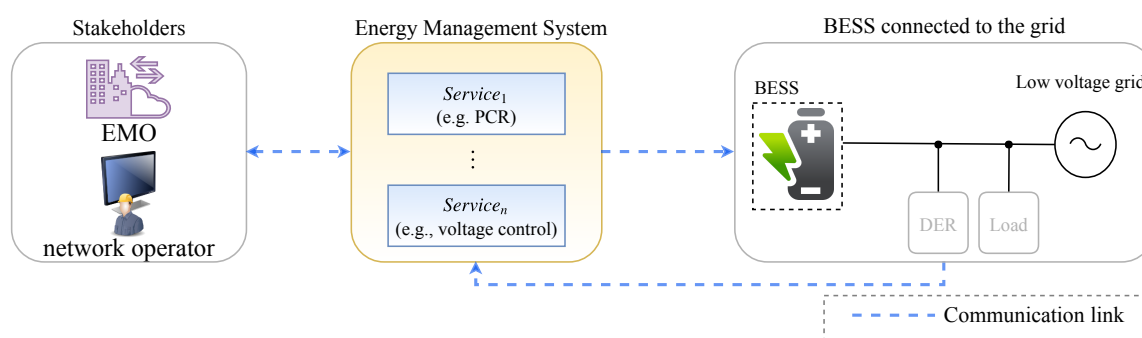 Stakeholders
EMO
network operator
Energy Management System
Service₁
(e.g. PCR)
⋮
Serviceₙ
(e.g., voltage control)
BESS connected to the grid
BESS
Low voltage grid
DER
Load
Communication link